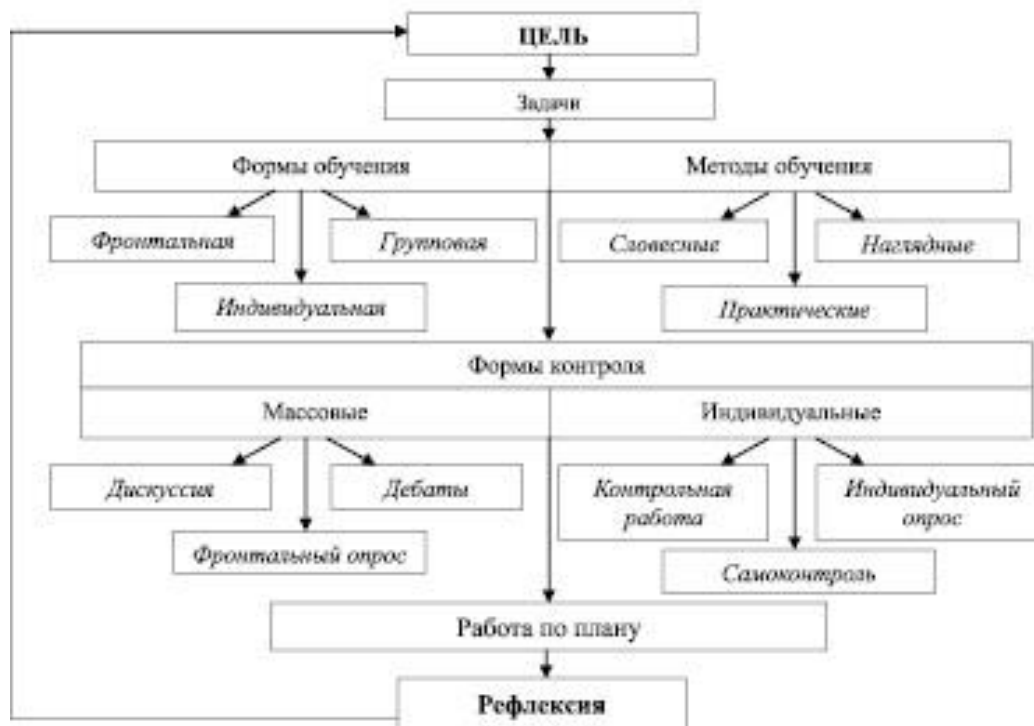 ЦЕЛЬ
Задачи
Формы обучения
Методы обучения
Фронтальная
Групповая
Словесные
Наглядные
Индивидуальная
Практические
Формы контроля
Массовые
Индивидуальные
Дискуссия
Дебаты
Контрольная
работа
Индивидуальный
опрос
Фронтальный опрос
Самоконтроль
Работа по плану
Рефлексия